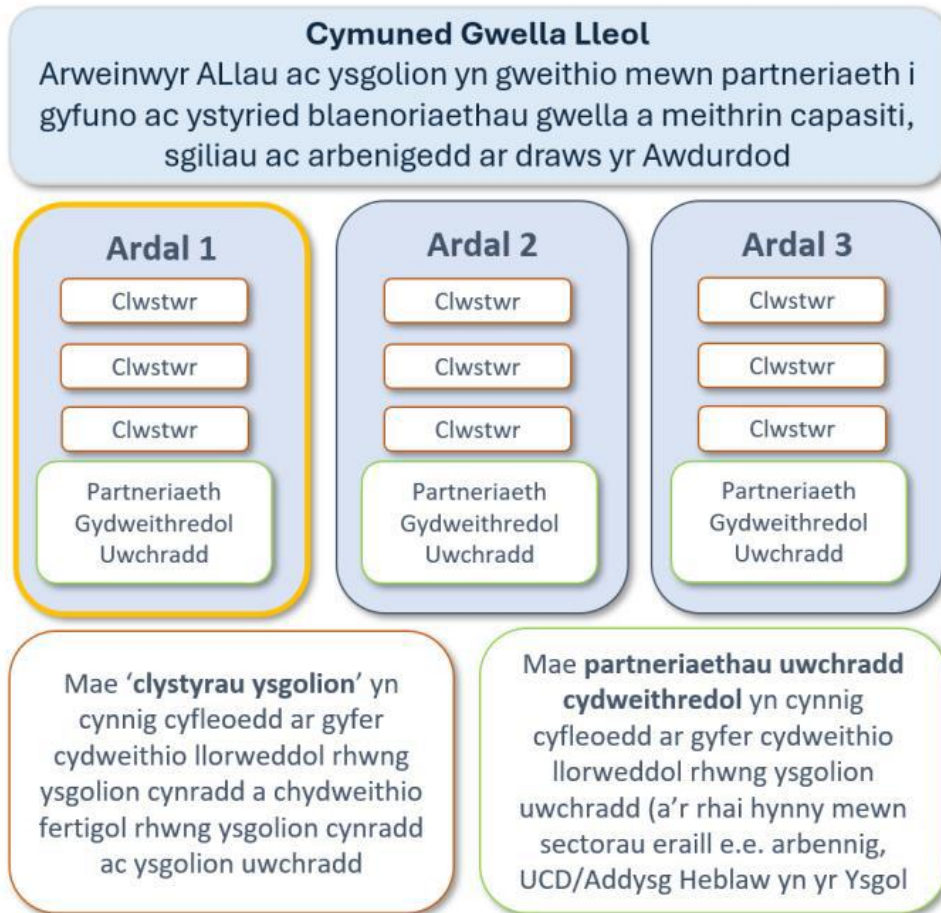 Cymuned Gwella Lleol
Arweinwyr ALlau ac ysgolion yn gweithio mewn partneriaeth i
gyfuno ac ystyried blaenoriaethau gwella a meithrin capasiti,
sgiliau ac arbenigedd ar draws yr Awdurdod
Ardal 1
Clwstwr
Clwstwr
Clwstwr
Partneriaeth
Gydweithredol
Uwchradd
Ardal 2
Clwstwr
Clwstwr
Clwstwr
Partneriaeth
Gydweithredol
Uwchradd
Ardal 3
Clwstwr
Clwstwr
Clwstwr
Partneriaeth
Gydweithredol
Uwchradd
Mae ‘clystyrau ysgolion’ yn
cynnig cyfleoedd ar gyfer
cydweithio llorweddol rhwng
ysgolion cynradd a chydweithio
fertigol rhwng ysgolion cynradd
ac ysgolion uwchradd
Mae partneriaethau uwchradd
cydweithredol yn cynnig
cyfleoedd ar gyfer cydweithio
llorweddol rhwng ysgolion
uwchradd (a’r rhai hynny mewn
sectorau eraill e.e. arbennig,
UCD/Addysg Heblaw yn yr Ysgol